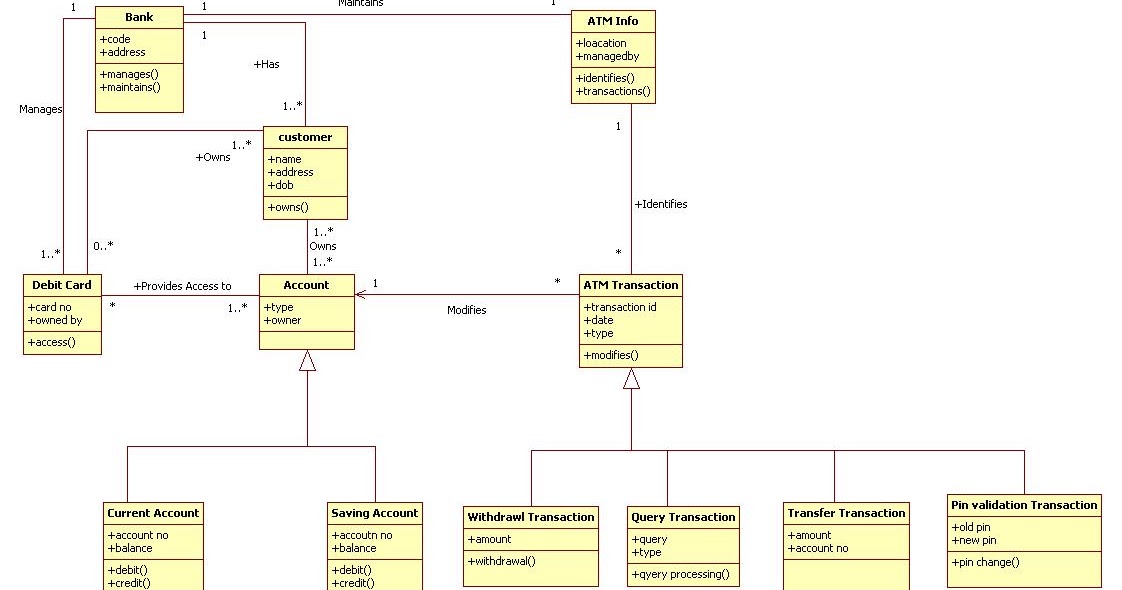 Maintains
1
1
1
Bank
+code
+address
+manages()
+maintains()
ATM Info
+loacation
+managedby
+identifies()
+transactions()
1
+Has
1..*
Manages
1
customer
+name
+address
+dob
+owns()
1..*
+Owns
+Identifies
1..*
Owns
1..*
0..*
1..*
*
Debit Card
+card no
+owned by
+access()
+Provides Access to
*
1..*
Account
+type
+owner
1
*
Modifies
ATM Transaction
+transaction id
+date
+type
+modifies()
Current Account
+account no
+balance
+debit()
+credit()
Saving Account
+accoutn no
+balance
+debit()
+credit()
Withdrawl Transaction
+amount
+withdrawal()
Query Transaction
+query
+type
+qyery processing()
Transfer Transaction
+amount
+account no
Pin validation Transaction
+old pin
+new pin
+pin change()